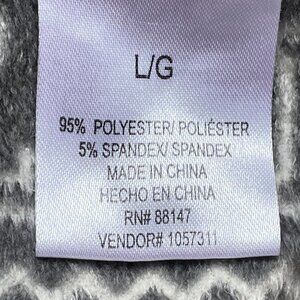 L/G
95% POLYESTER/ POLIÉSTER
5% SPANDEX/ SPANDEX
MADE IN CHINA
HECHO EN CHINA
RN# 88147
VENDOR# 1057311